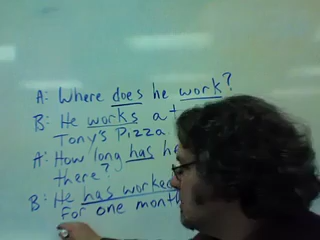 A: Where does he work?
B: He works at
Tony's Pizza.
A: How long has he
there?
B: He has worked
for one month